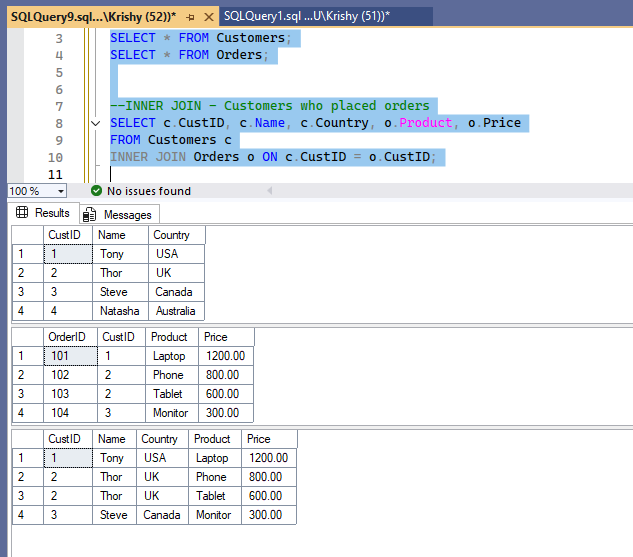 SQLQuery9.sql...\Krishy (52))* SQLQuery1.sql ...U\Krishy (51))*
3 SELECT * FROM Customers;
4 SELECT * FROM Orders;
5
6
7 --INNER JOIN - Customers who placed orders
8 SELECT c.CustID, c.Name, c.Country, o.Product, o.Price
9 FROM Customers c
10 INNER JOIN Orders o ON c.CustID = o.CustID;
11
100 % No issues found
Results Messages
CustID Name Country
1 1 Tony USA
2 2 Thor UK
3 3 Steve Canada
4 4 Natasha Australia
OrderID CustID Product Price
1 101 1 Laptop 1200.00
2 102 2 Phone 800.00
3 103 2 Tablet 600.00
4 104 3 Monitor 300.00
CustID Name Country Product Price
1 1 Tony USA Laptop 1200.00
2 2 Thor UK Phone 800.00
3 2 Thor UK Tablet 600.00
4 3 Steve Canada Monitor 300.00